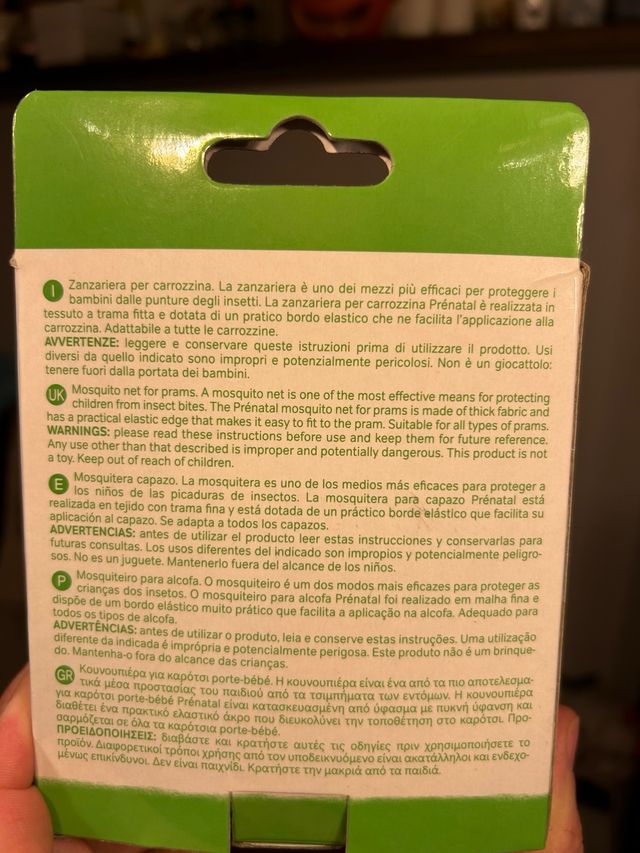 I Zanzariera per carrozzina. La zanzariera è uno dei mezzi più efficaci per proteggere i
bambini dalle punture degli insetti. La zanzariera per carrozzina Prénatal è realizzata in
tessuto a trama fitta e dotata di un pratico bordo elastico che ne facilita l'applicazione alla
carrozzina. Adattabile a tutte le carrozzine.
AVVERTENZE: leggere e conservare queste istruzioni prima di utilizzare il prodotto. Usi
diversi da quello indicato sono impropri e potenzialmente pericolosi. Non è un giocattolo:
tenere fuori dalla portata dei bambini.
UK Mosquito net for prams. A mosquito net is one of the most effective means for protecting
children from insect bites. The Prénatal mosquito net for prams is made of thick fabric and
has a practical elastic edge that makes it easy to fit to the pram. Suitable for all types of prams.
WARNINGS: please read these instructions before use and keep them for future reference.
Any use other than that described is improper and potentially dangerous. This product is not
a toy. Keep out of reach of children.
E Mosquitera capazo. La mosquitera es uno de los medios más eficaces para proteger a
los niños de las picaduras de insectos. La mosquitera para capazo Prénatal está
realizada en tejido con trama fina y está dotada de un práctico borde elástico que facilita su
aplicación al capazo. Se adapta a todos los capazos.
ADVERTENCIAS: antes de utilizar el producto leer estas instrucciones y conservarlas para
futuras consultas. Los usos diferentes del indicado son impropios y potencialmente peligro-
sos. No es un juguete. Mantenerlo fuera del alcance de los niños.
P Mosquiteiro para alcofa. O mosquiteiro é um dos modos mais eficazes para proteger as
crianças dos insetos. O mosquiteiro para alcofa Prénatal foi realizado em malha fina e
dispõe de um bordo elástico muito prático que facilita a aplicação na alcofa. Adequado para
todos os tipos de alcofa.
ADVERTÊNCIAS: antes de utilizar o produto, leia e conserve estas instruções. Uma utilização
diferente da indicada é imprópria e potencialmente perigosa. Este produto não é um brinque-
do. Mantenha-o fora do alcance das crianças.
GR Κουνουπιέρα για καρότσι porte-bébé. Η κουνουπιέρα είναι ένα από τα πιο αποτελεσμα-
τικά μέσα προστασίας του παιδιού από τα τσιμπήματα των εντόμων. Η κουνουπιέρα
για καρότσι porte-bébé Prénatal είναι κατασκευασμένη από ύφασμα με πυκνή ύφανση και
διαθέτει ένα πρακτικό ελαστικό άκρο που διευκολύνει την τοποθέτηση στο καρότσι. Προ-
σαρμόζεται σε όλα τα καρότσια porte-bébé.
ΠΡΟΕΙΔΟΠΟΙΗΣΕΙΣ: διαβάστε και κρατήστε αυτές τις οδηγίες πριν χρησιμοποιήσετε το
προϊόν. Διαφορετικοί τρόποι χρήσης από τον υποδεικνυόμενο είναι ακατάλληλοι και ενδεχο-
μένως επικίνδυνοι. Δεν είναι παιχνίδι. Κρατήστε την μακριά από τα παιδιά.